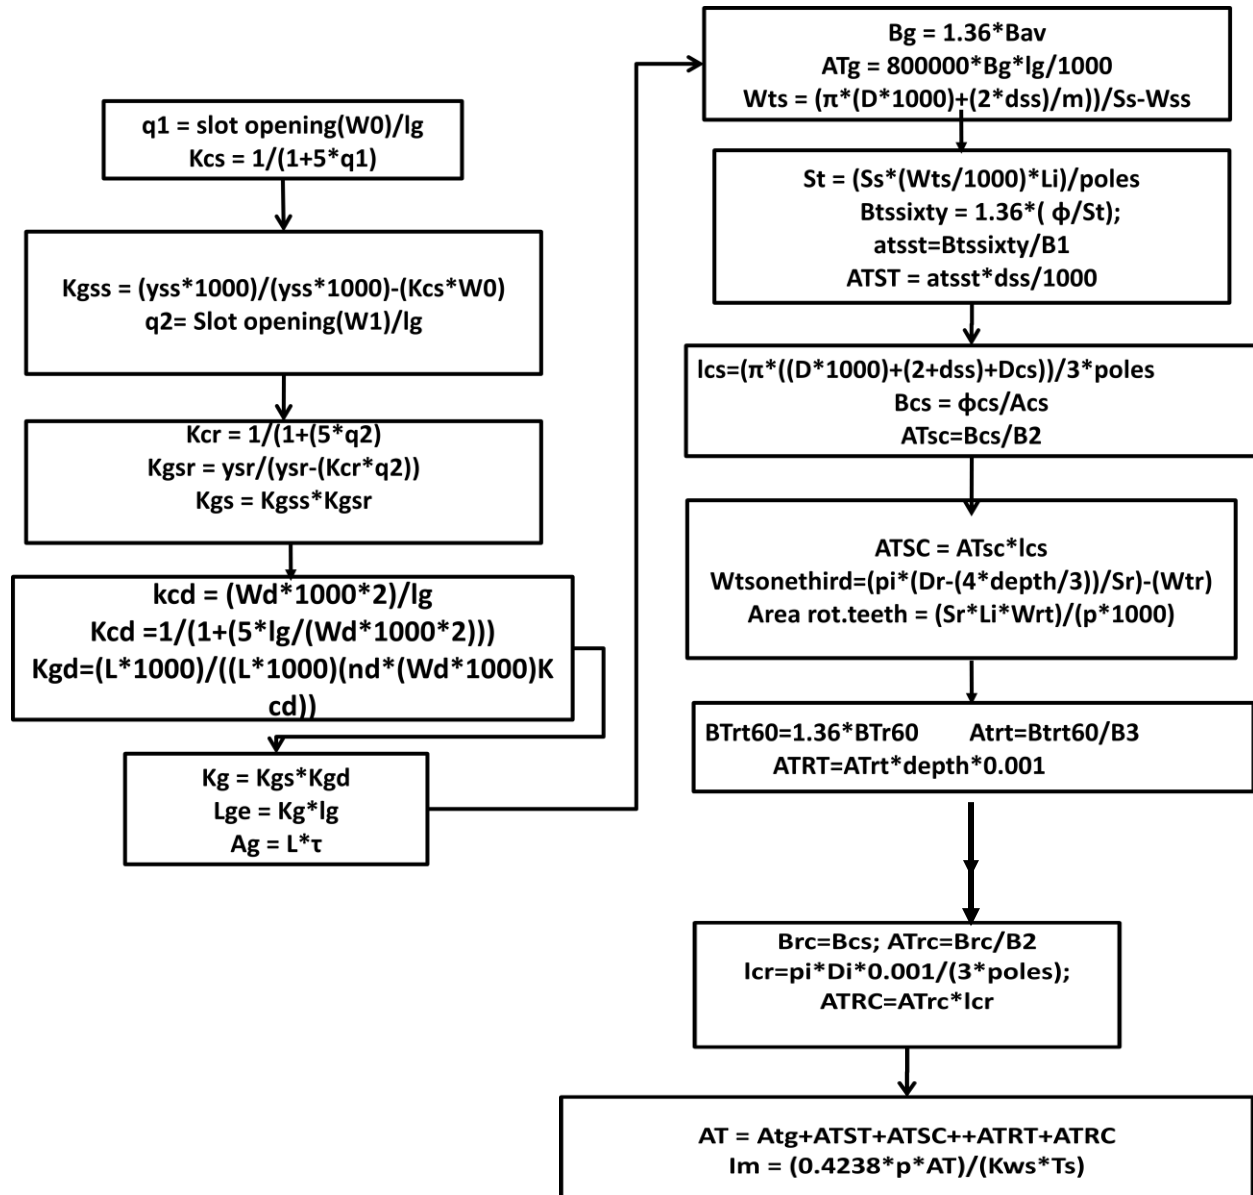 q1 = slot opening(W0)/lg
Kcs = 1/(1+5*q1)
Kgss = (yss*1000)/(yss*1000)-(Kcs*W0)
q2= Slot opening(W1)/lg
Kcr = 1/(1+(5*q2)
Kgsr = ysr/(ysr-(Kcr*q2))
Kgs = Kgss*Kgsr
kcd = (Wd*1000*2)/lg
Kcd =1/(1+(5*lg/(Wd*1000*2)))
Kgd=(L*1000)/((L*1000)(nd*(Wd*1000)K
cd))
Kg = Kgs*Kgd
Lge = Kg*lg
Ag = L*τ
Bg = 1.36*Bav
ATg = 800000*Bg*lg/1000
Wts = (π*(D*1000)+(2*dss)/m))/Ss-Wss
St = (Ss*(Wts/1000)*Li)/poles
Btssixty = 1.36*( ϕ/St);
atsst=Btssixty/B1
ATST = atsst*dss/1000
lcs=(π*((D*1000)+(2+dss)+Dcs))/3*poles
Bcs = ϕcs/Acs
ATsc=Bcs/B2
ATSC = ATsc*lcs
Wtsonethird=(pi*(Dr-(4*depth/3))/Sr)-(Wtr)
Area rot.teeth = (Sr*Li*Wrt)/(p*1000)
BTrt60=1.36*BTr60 Atrt=Btrt60/B3
ATRT=ATrt*depth*0.001
Brc=Bcs; ATrc=Brc/B2
lcr=pi*Di*0.001/(3*poles);
ATRC=ATrc*lcr
AT = Atg+ATST+ATSC++ATRT+ATRC
Im = (0.4238*p*AT)/(Kws*Ts)